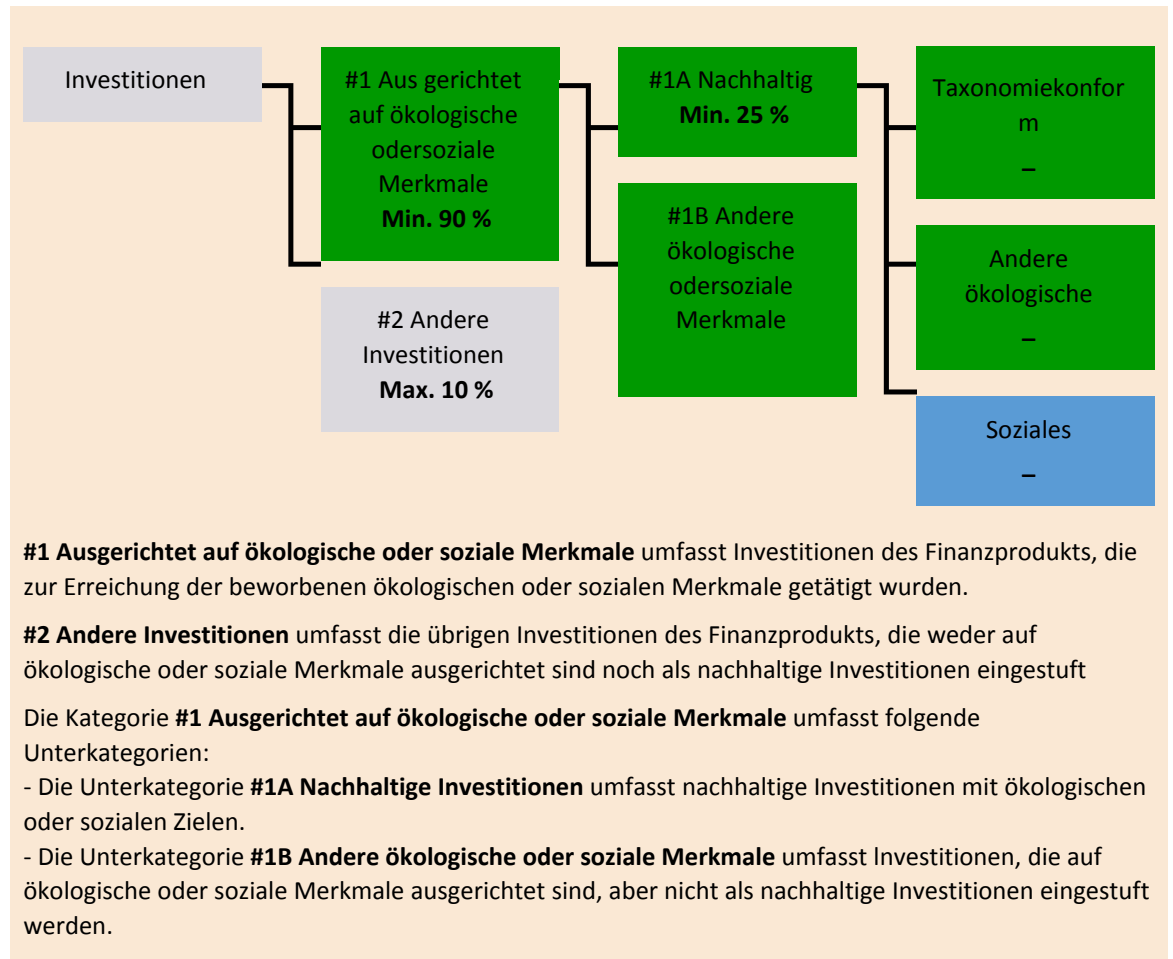 Investitionen
#1 Aus gerichtet
auf ökologische
odersoziale
Merkmale
Min. 90 %
#2 Andere
Investitionen
Max. 10 %
#1A Nachhaltig
Min. 25 %
#1B Andere
ökologische
odersoziale
Merkmale
Taxonomiekonfor
m
–
Andere
ökologische
–
Soziales
–
#1 Ausgerichtet auf ökologische oder soziale Merkmale umfasst Investitionen des Finanzprodukts, die
zur Erreichung der beworbenen ökologischen oder sozialen Merkmale getätigt wurden.
#2 Andere Investitionen umfasst die übrigen Investitionen des Finanzprodukts, die weder auf
ökologische oder soziale Merkmale ausgerichtet sind noch als nachhaltige Investitionen eingestuft
Die Kategorie #1 Ausgerichtet auf ökologische oder soziale Merkmale umfasst folgende
Unterkategorien:
- Die Unterkategorie #1A Nachhaltige Investitionen umfasst nachhaltige Investitionen mit ökologischen
oder sozialen Zielen.
- Die Unterkategorie #1B Andere ökologische oder soziale Merkmale umfasst lnvestitionen, die auf
ökologische oder soziale Merkmale ausgerichtet sind, aber nicht als nachhaltige Investitionen eingestuft
werden.